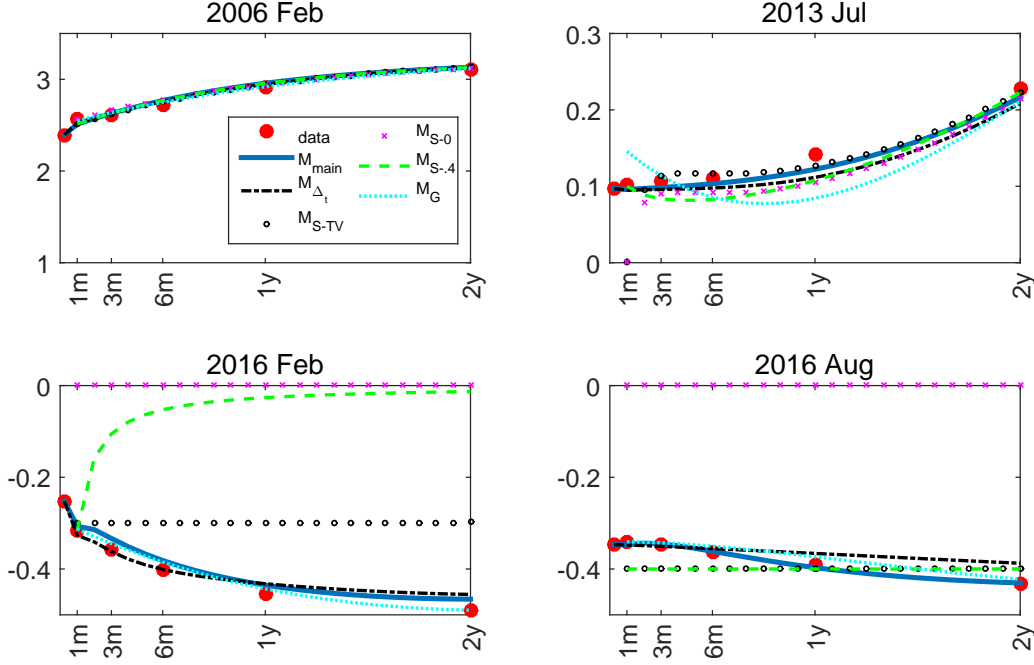 2006 Feb
3
2
1
1m
3m
6m
1y
2y
data
M_main
M_Δ_t
M_S-TV
M_S-0
M_S-.4
M_G
2013 Jul
0.3
0.2
0.1
0
1m
3m
6m
1y
2y
2016 Feb
0
-0.2
-0.4
1m
3m
6m
1y
2y
2016 Aug
0
-0.2
-0.4
1m
3m
6m
1y
2y